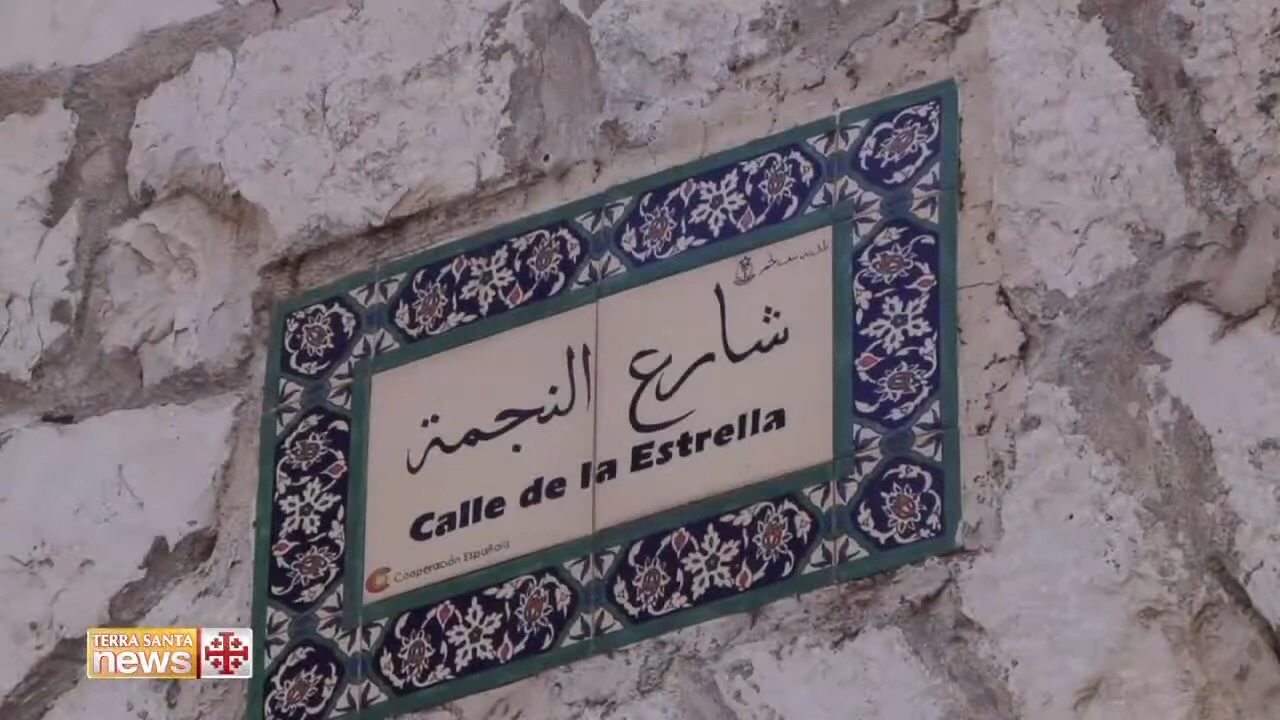 شارع النجمة
Calle de la Estrella
Cooperación Española
TERRA SANTA
news